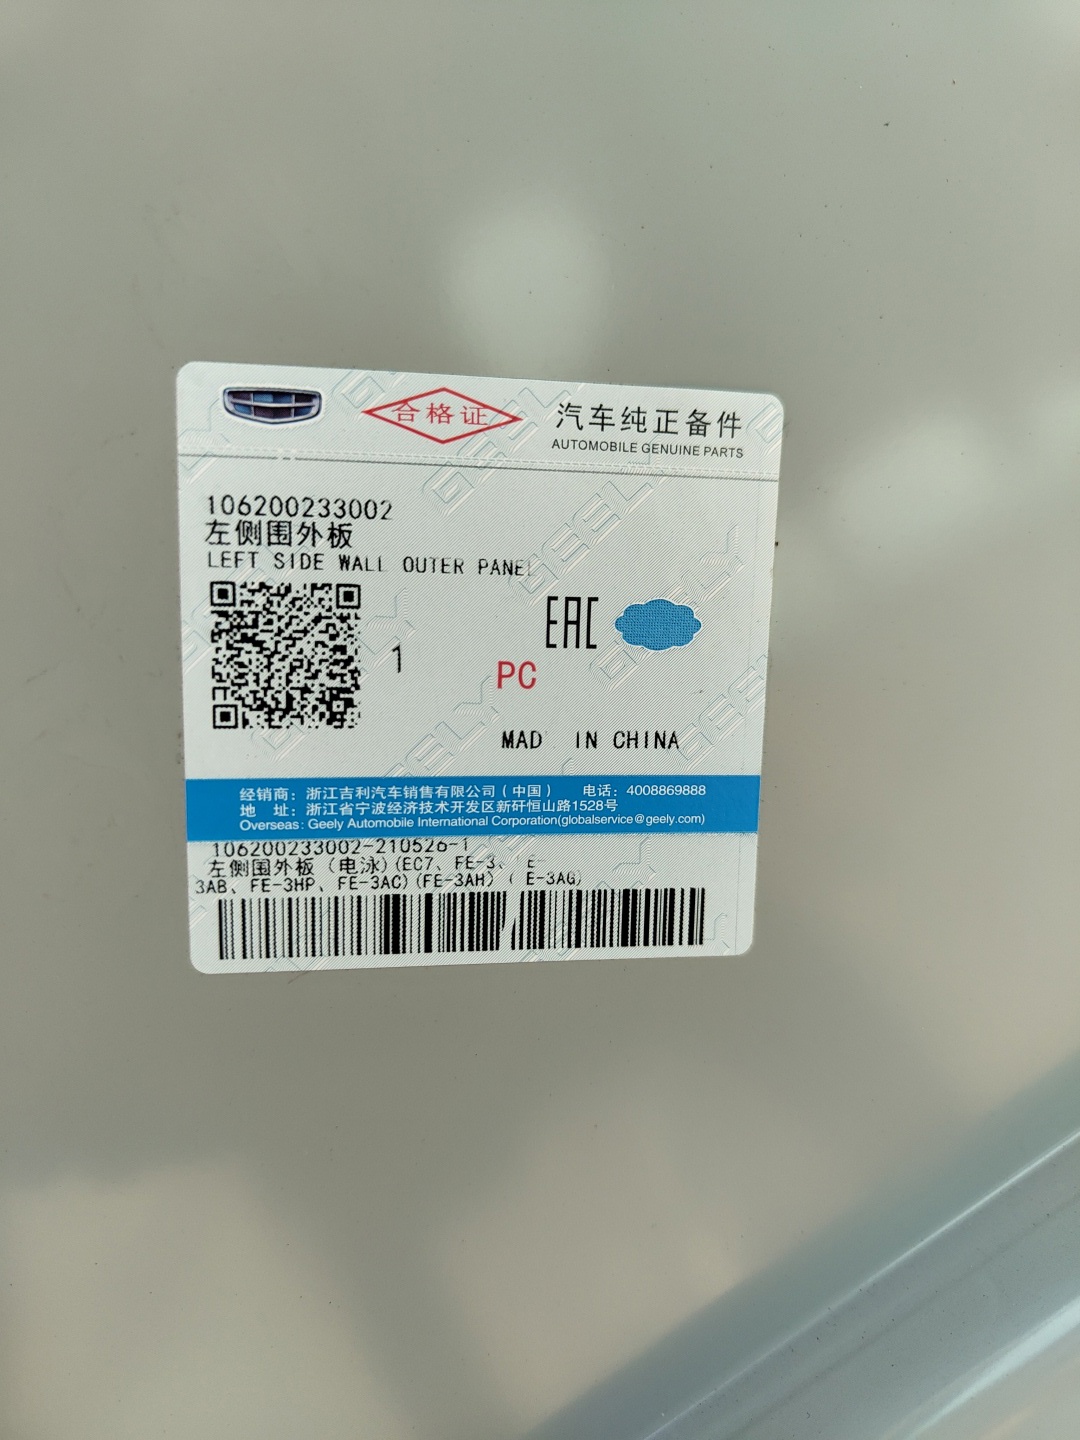 合格证
汽车纯正备件
AUTOMOBILE GENUINE PARTS
106200233002
左侧围外板
LEFT SIDE WALL OUTER PANEL
EAC
1
PC
MAD IN CHINA
经销商：浙江吉利汽车销售有限公司（中国） 电话：4008869888
地 址：浙江省宁波经济技术开发区新矸恒山路1528号
Overseas: Geely Automobile International Corporation(globalservice@geely.com)
106200233002-210526-1
左侧围外板（电泳）(EC7、FE-3、 E-
3AB、FE-3HP、FE-3AC)(FE-3AH) ( E-3AG)
GEELY